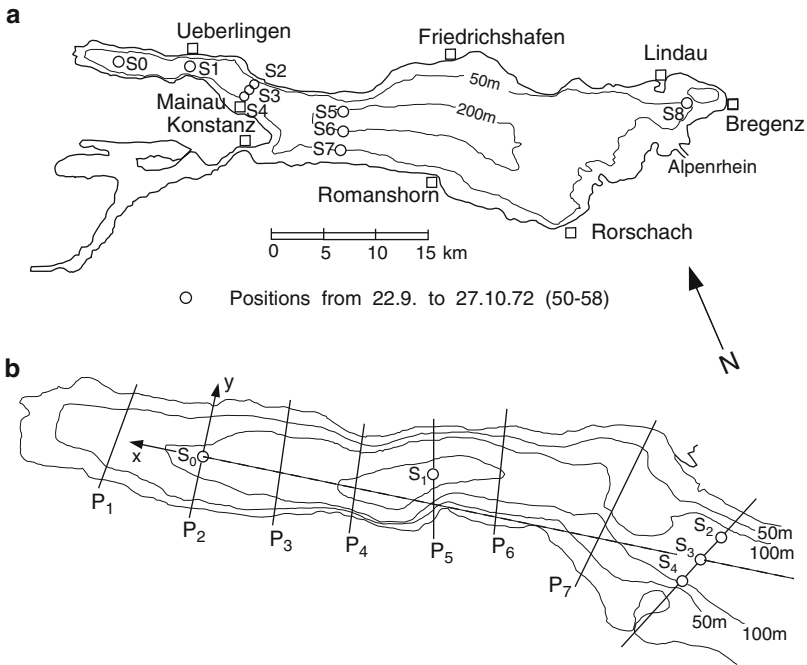 a
Ueberlingen
Friedrichshafen
Lindau
S0
S1
S2
S3
S4
50m
200m
Mainau
Konstanz
S5
S6
S7
S8
Bregenz
Alpenrhein
Romanshorn
Rorschach
0 5 10 15 km
Positions from 22.9. to 27.10.72 (50-58)
N
b
y
x
S0
S1
P1
P2
P3
P4
P5
P6
P7
S2
S3
S4
50m
100m
50m
100m